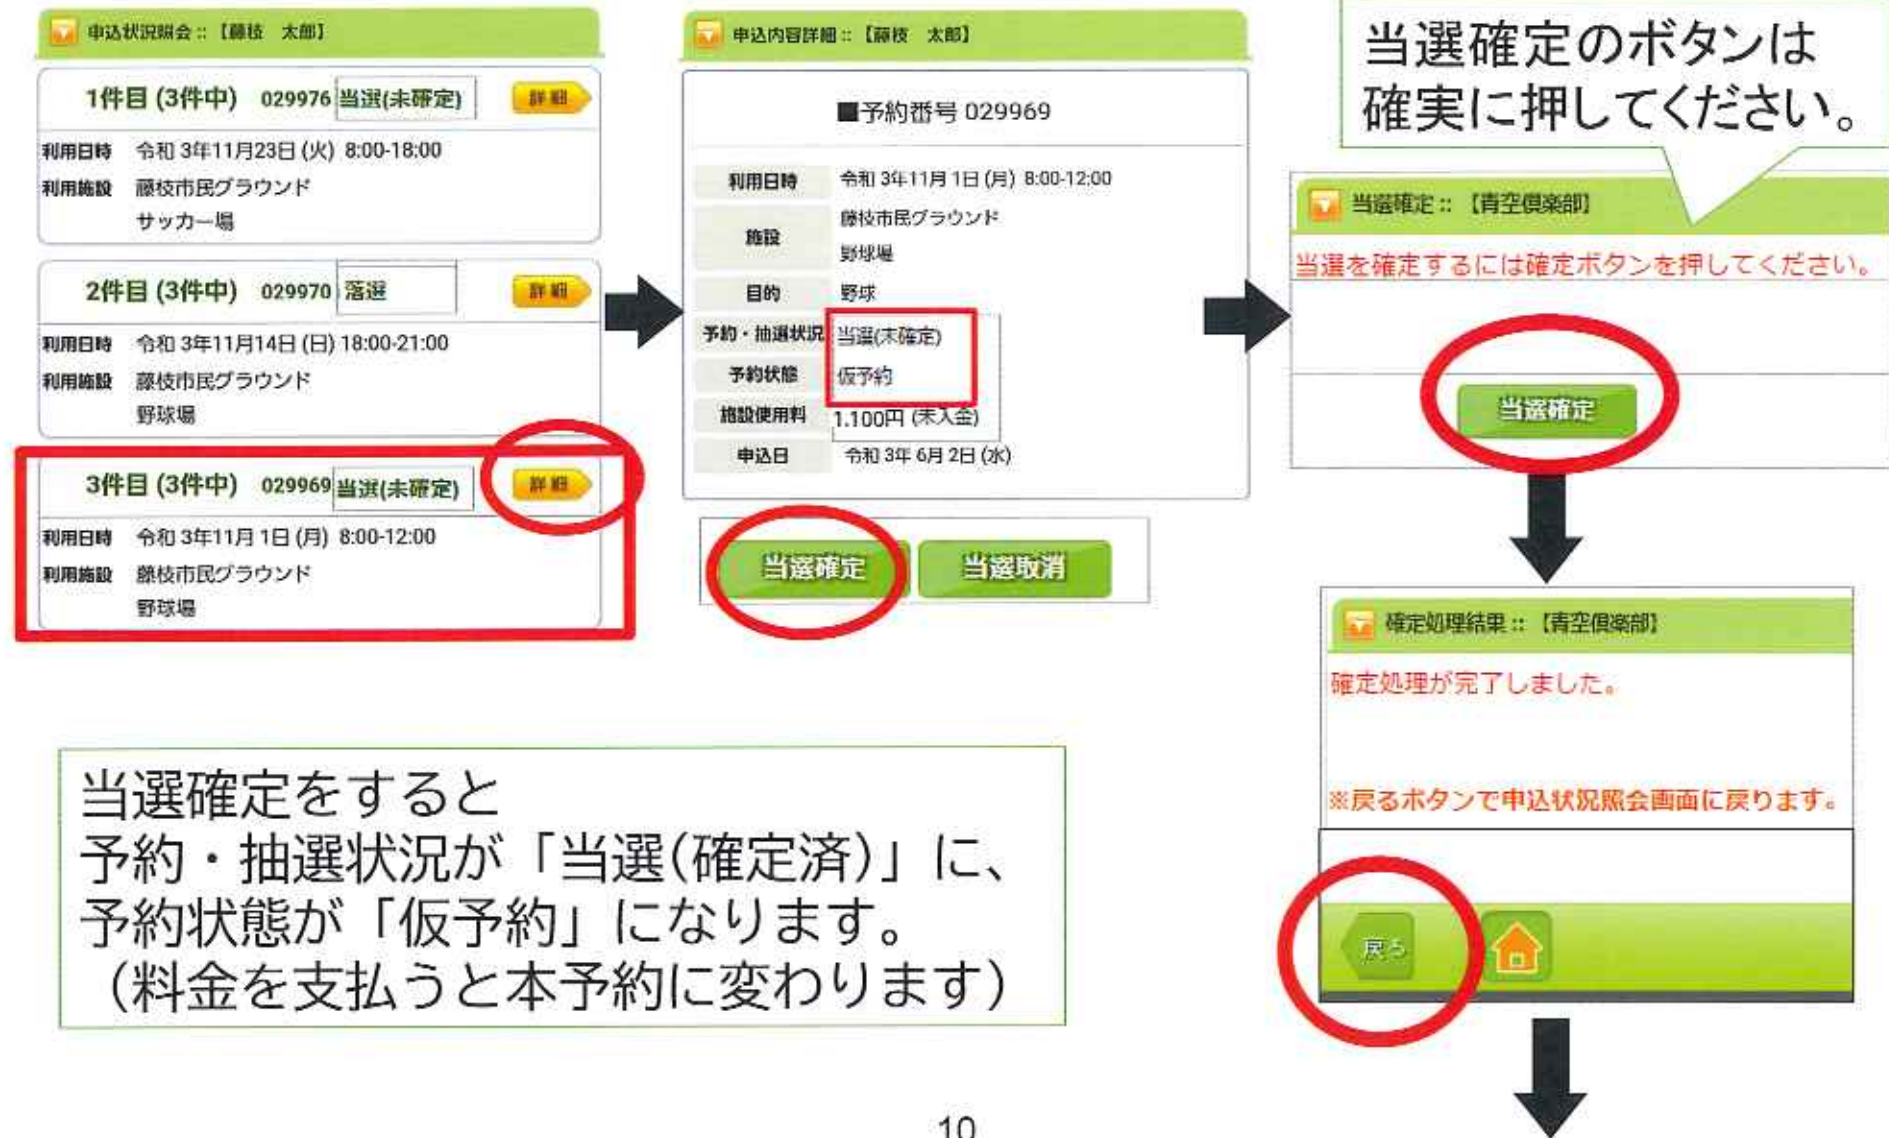 申込状況照会::【藤枝 太郎】
1件目 (3件中) 029976 当選(未確定) 詳細
利用日時 令和 3年11月23日 (火) 8:00-18:00
利用施設 藤枝市民グラウンド
サッカー場
2件目 (3件中) 029970 落選 詳細
利用日時 令和 3年11月14日 (日) 18:00-21:00
利用施設 藤枝市民グラウンド
野球場
3件目 (3件中) 029969 当選(未確定) 詳細
利用日時 令和 3年11月 1日 (月) 8:00-12:00
利用施設 藤枝市民グラウンド
野球場
申込内容詳細::【藤枝 太郎】
■予約番号 029969
利用日時 令和 3年11月 1日 (月) 8:00-12:00
施設 藤枝市民グラウンド
野球場
目的 野球
予約・抽選状況 当選(未確定)
予約状態 仮予約
施設使用料 1.100円 (未入金)
申込日 令和 3年 6月 2日 (水)
当選確定 当選取消
当選確定のボタンは
確実に押してください。
当選確定::【青空倶楽部】
当選を確定するには確定ボタンを押してください。
当選確定
確定処理結果::【青空倶楽部】
確定処理が完了しました。
※戻るボタンで申込状況照会画面に戻ります。
戻る
当選確定をすると
予約・抽選状況が「当選(確定済)」に、
予約状態が「仮予約」になります。
(料金を支払うと本予約に変わります)
10